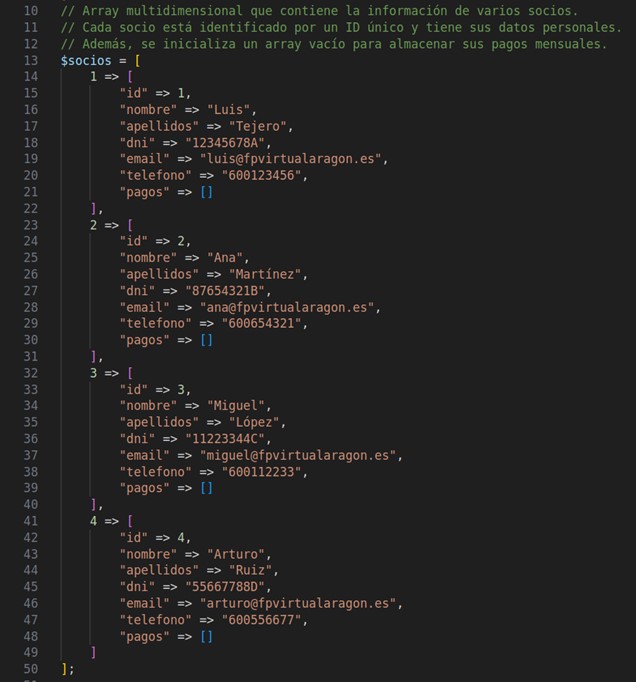 10 // Array multidimensional que contiene la información de varios socios.
11 // Cada socio está identificado por un ID único y tiene sus datos personales.
12 // Además, se inicializa un array vacío para almacenar sus pagos mensuales.
13 $socios = [
14 1 => [
15 "id" => 1,
16 "nombre" => "Luis",
17 "apellidos" => "Tejero",
18 "dni" => "12345678A",
19 "email" => "luis@fpvirtualaragon.es",
20 "telefono" => "600123456",
21 "pagos" => []
22 ],
23 2 => [
24 "id" => 2,
25 "nombre" => "Ana",
26 "apellidos" => "Martínez",
27 "dni" => "87654321B",
28 "email" => "ana@fpvirtualaragon.es",
29 "telefono" => "600654321",
30 "pagos" => []
31 ],
32 3 => [
33 "id" => 3,
34 "nombre" => "Miguel",
35 "apellidos" => "López",
36 "dni" => "11223344C",
37 "email" => "miguel@fpvirtualaragon.es",
38 "telefono" => "600112233",
39 "pagos" => []
40 ],
41 4 => [
42 "id" => 4,
43 "nombre" => "Arturo",
44 "apellidos" => "Ruiz",
45 "dni" => "55667788D",
46 "email" => "arturo@fpvirtualaragon.es",
47 "telefono" => "600556677",
48 "pagos" => []
49 ]
50 ];